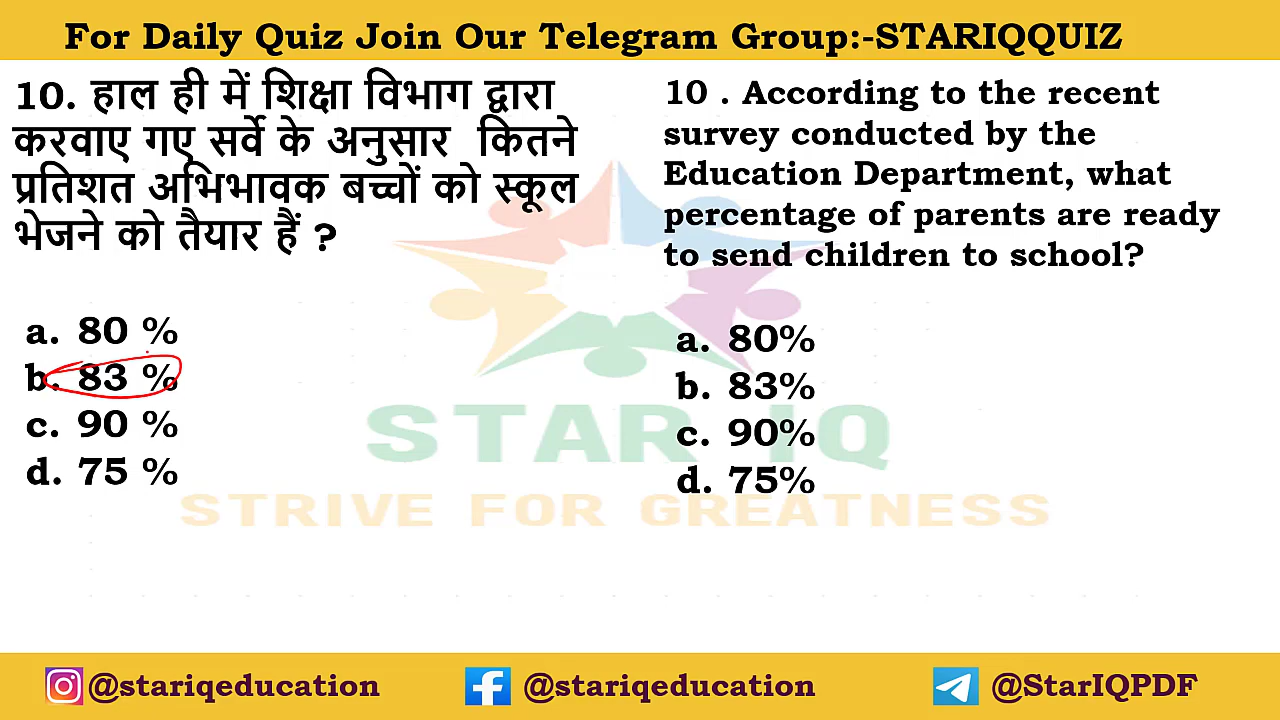 For Daily Quiz Join Our Telegram Group:-STARIQQUIZ
10. हाल ही में शिक्षा विभाग द्वारा
करवाए गए सर्वे के अनुसार कितने
प्रतिशत अभिभावक बच्चों को स्कूल
भेजने को तैयार हैं ?
a. 80 %
b. 83 %
c. 90 %
d. 75 %
10 . According to the recent
survey conducted by the
Education Department, what
percentage of parents are ready
to send children to school?
a. 80%
b. 83%
c. 90%
d. 75%
STAR IQ
STRIVE FOR GREATNESS
@stariqeducation
@stariqeducation
@StarIQPDF